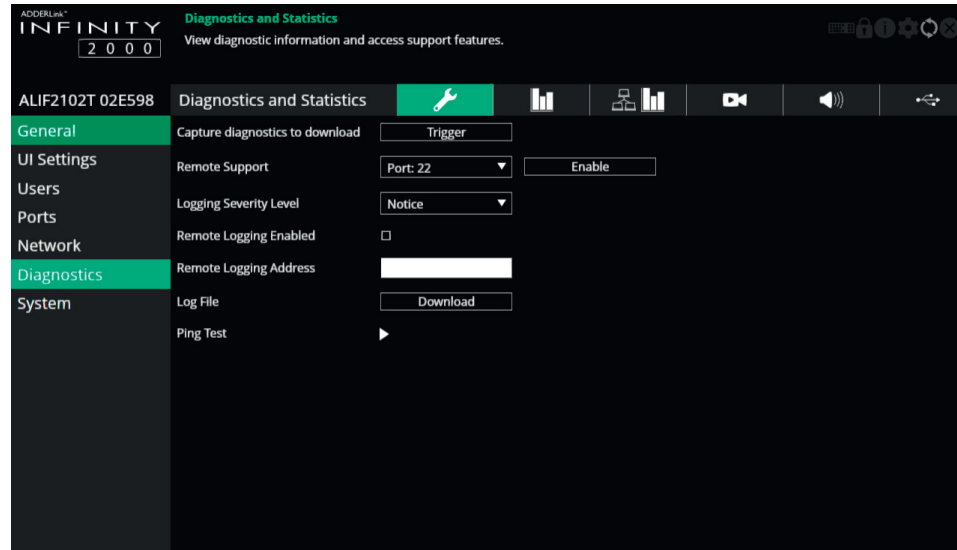 ADDERLink™
INFINITY
2000
Diagnostics and Statistics
View diagnostic information and access support features.
ALIF2102T 02E598
Diagnostics and Statistics
General
UI Settings
Users
Ports
Network
Diagnostics
System
Capture diagnostics to download Trigger
Remote Support Port: 22 Enable
Logging Severity Level Notice
Remote Logging Enabled
Remote Logging Address
Log File Download
Ping Test